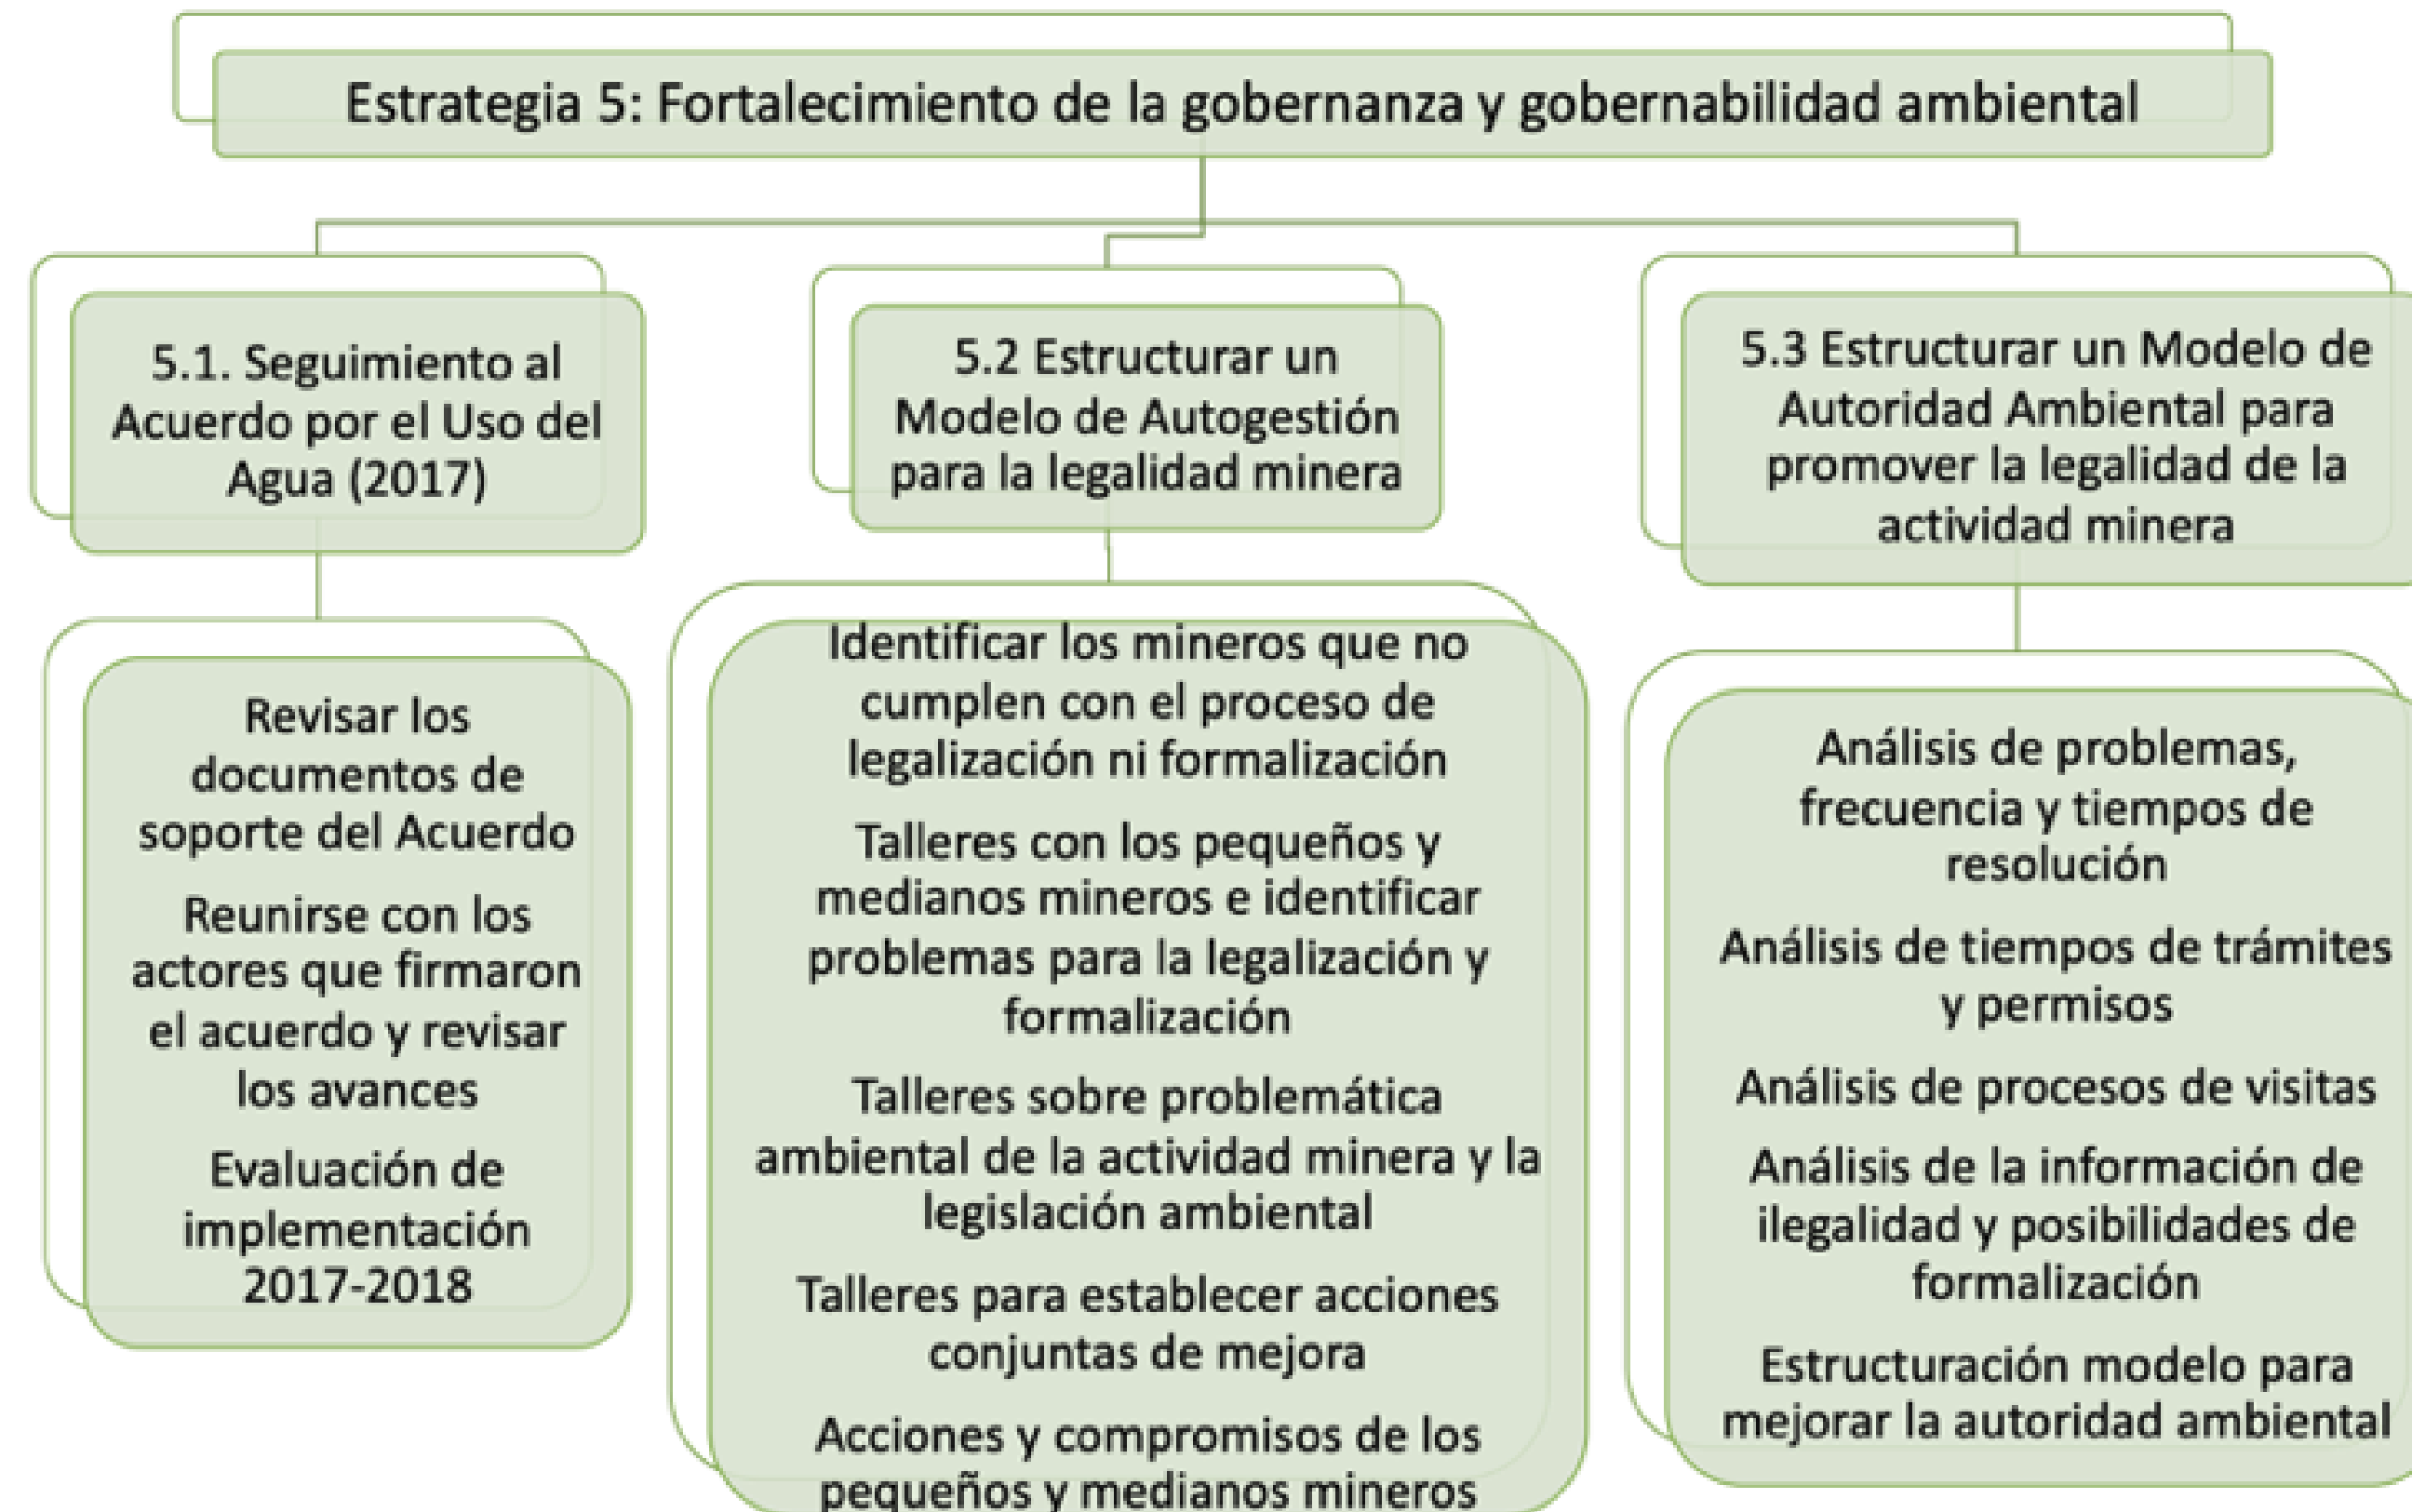 Estrategia 5: Fortalecimiento de la gobernanza y gobernabilidad ambiental
5.1. Seguimiento al
Acuerdo por el Uso del
Agua (2017)
Revisar los
documentos de
soporte del Acuerdo
Reunirse con los
actores que firmaron
el acuerdo y revisar
los avances
Evaluación de
implementación
2017-2018
5.2 Estructurar un
Modelo de Autogestión
para la legalidad minera
Identificar los mineros que no
cumplen con el proceso de
legalización ni formalización
Talleres con los pequeños y
medianos mineros e identificar
problemas para la legalización y
formalización
Talleres sobre problemática
ambiental de la actividad minera y la
legislación ambiental
Talleres para establecer acciones
conjuntas de mejora
Acciones y compromisos de los
pequeños y medianos mineros
5.3 Estructurar un Modelo de
Autoridad Ambiental para
promover la legalidad de la
actividad minera
Análisis de problemas,
frecuencia y tiempos de
resolución
Análisis de tiempos de trámites
y permisos
Análisis de procesos de visitas
Análisis de la información de
ilegalidad y posibilidades de
formalización
Estructuración modelo para
mejorar la autoridad ambiental